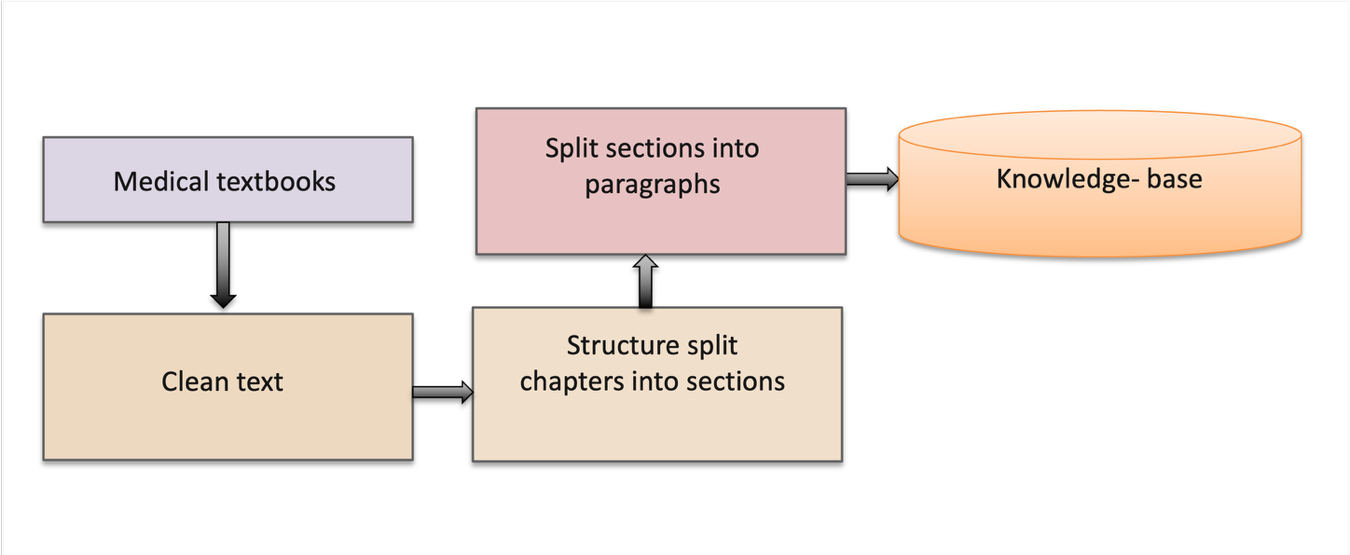 Medical textbooks
Clean text
Structure split
chapters into sections
Split sections into
paragraphs
Knowledge- base